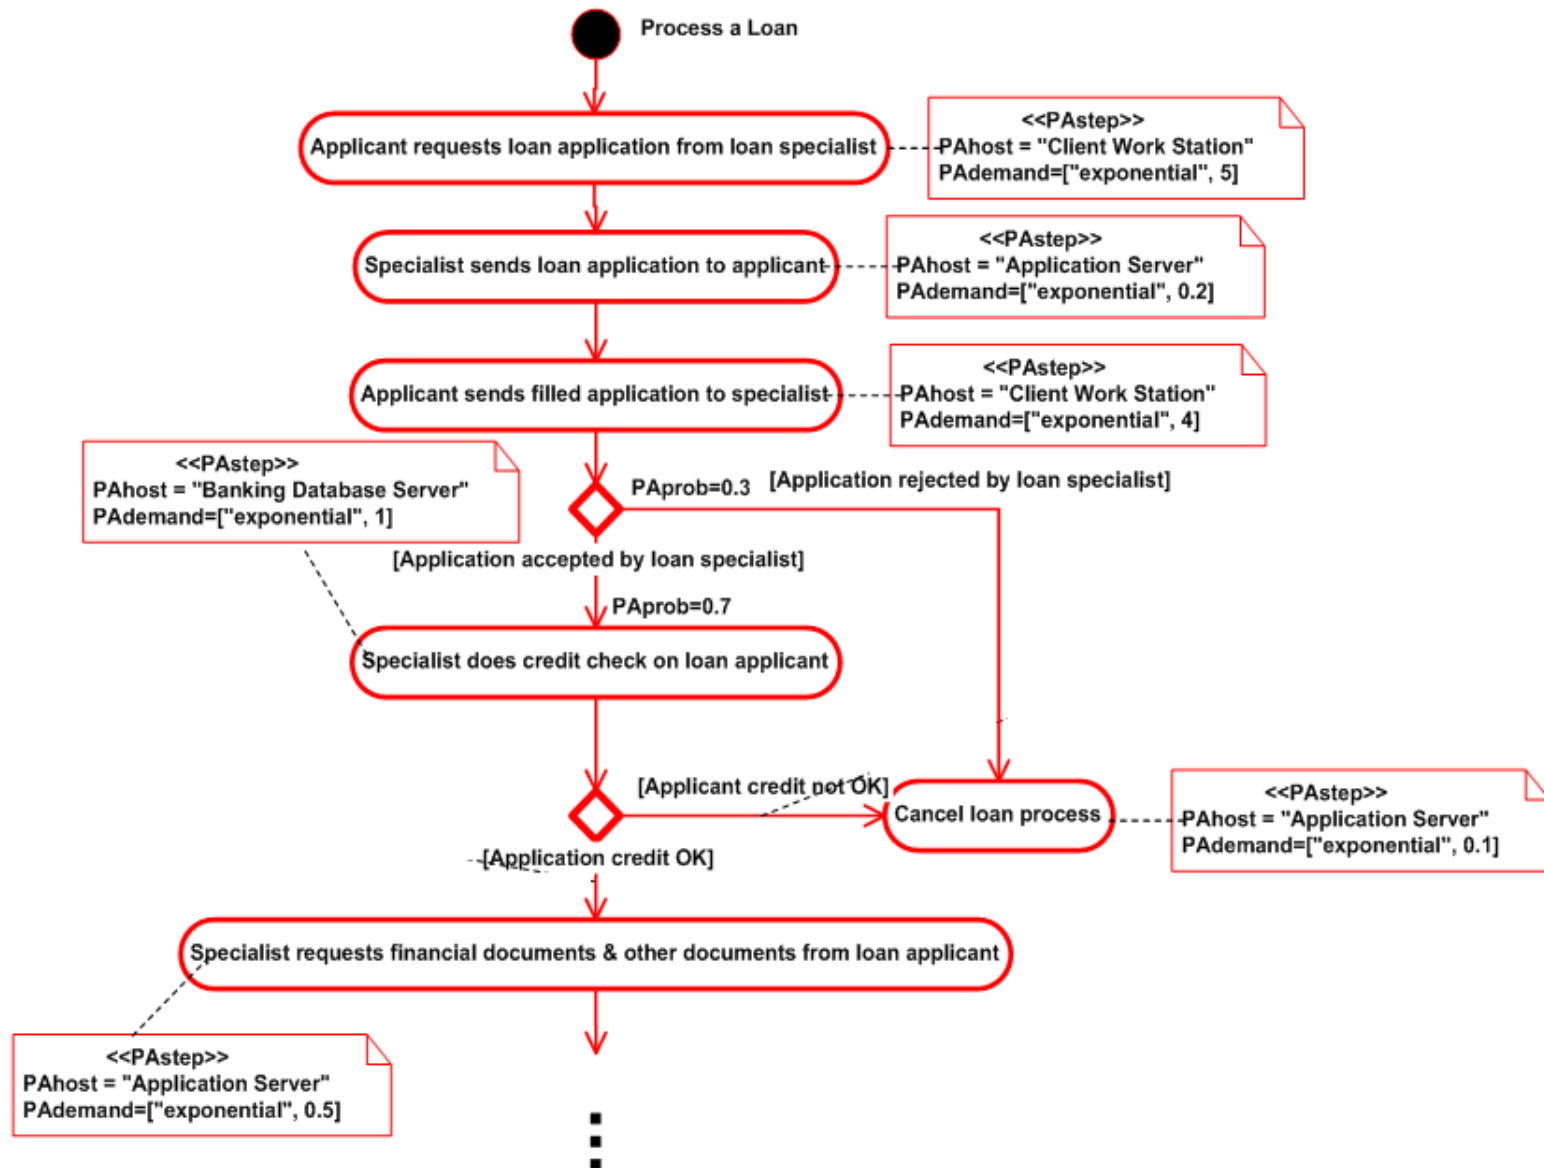 Process a Loan
Applicant requests loan application from loan specialist
<<PAstep>>
PAhost = "Client Work Station"
PAdemand=["exponential", 5]
Specialist sends loan application to applicant
<<PAstep>>
PAhost = "Application Server"
PAdemand=["exponential", 0.2]
Applicant sends filled application to specialist
<<PAstep>>
PAhost = "Client Work Station"
PAdemand=["exponential", 4]
<<PAstep>>
PAhost = "Banking Database Server"
PAdemand=["exponential", 1]
PAprob=0.3 [Application rejected by loan specialist]
[Application accepted by loan specialist]
PAprob=0.7
Specialist does credit check on loan applicant
[Applicant credit not OK]
Cancel loan process
<<PAstep>>
PAhost = "Application Server"
PAdemand=["exponential", 0.1]
[Application credit OK]
Specialist requests financial documents & other documents from loan applicant
<<PAstep>>
PAhost = "Application Server"
PAdemand=["exponential", 0.5]